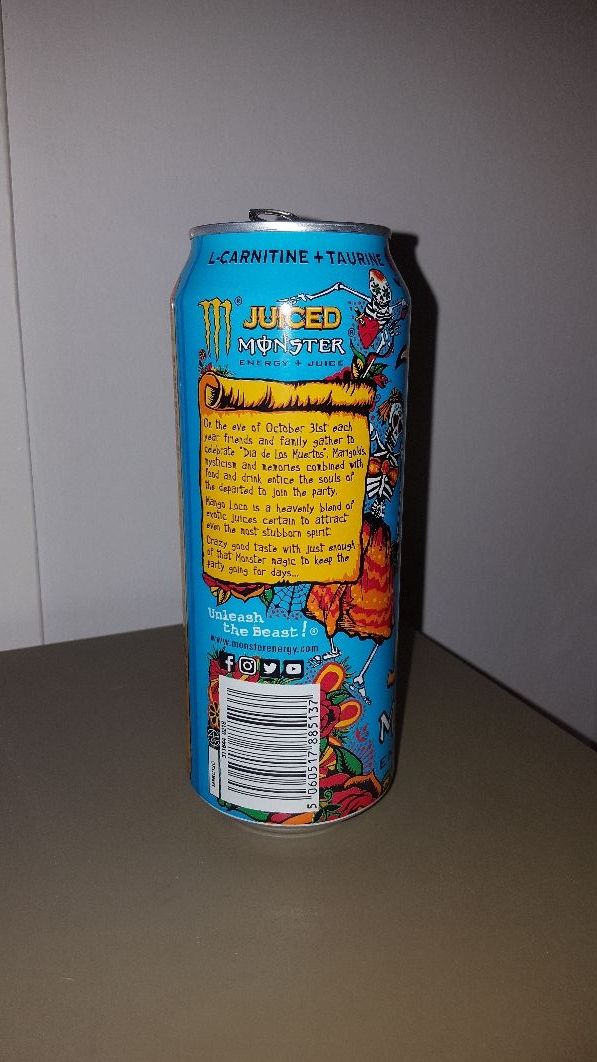 L-CARNITINE + TAURINE
JUICED
MONSTER
ENERGY + JUICE
On the eve of October 31st each
year friends and family gather to
celebrate "Dia de Los Muertos". Marigolds,
mysticism and memories combined with
food and drink entice the souls of
the departed to join the party.
Mango Loco is a heavenly blend of
exotic juices certain to attract
even the most stubborn spirit.
Crazy good taste with just enough
of that Monster magic to keep the
party going for days...
Unleash
the Beast!®
www.monsterenergy.com
5 060517 885137